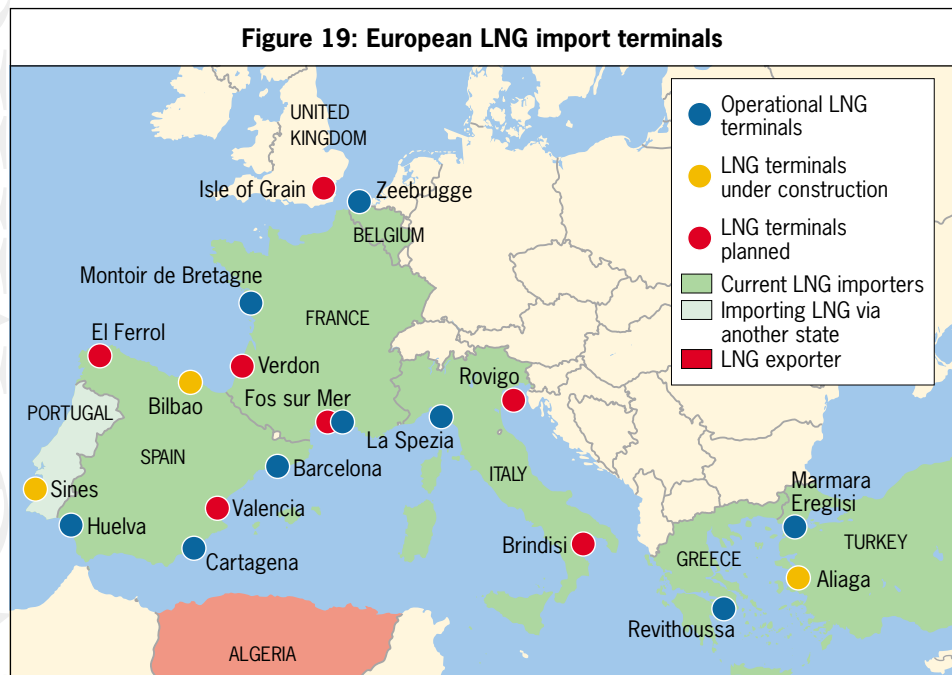 Figure 19: European LNG import terminals
UNITED
KINGDOM
Operational LNG
terminals
LNG terminals
under construction
LNG terminals
planned
Current LNG importers
Importing LNG via
another state
LNG exporter
Isle of Grain
Zeebrugge
BELGIUM
Montoir de Bretagne
FRANCE
El Ferrol
Verdon
Rovigo
Bilbao
Fos sur Mer
PORTUGAL
La Spezia
SPAIN
Barcelona
ITALY
Sines
Valencia
Marmara
Ereglisi
Huelva
Brindisi
TURKEY
Cartagena
GREECE
Aliaga
Revithoussa
ALGERIA